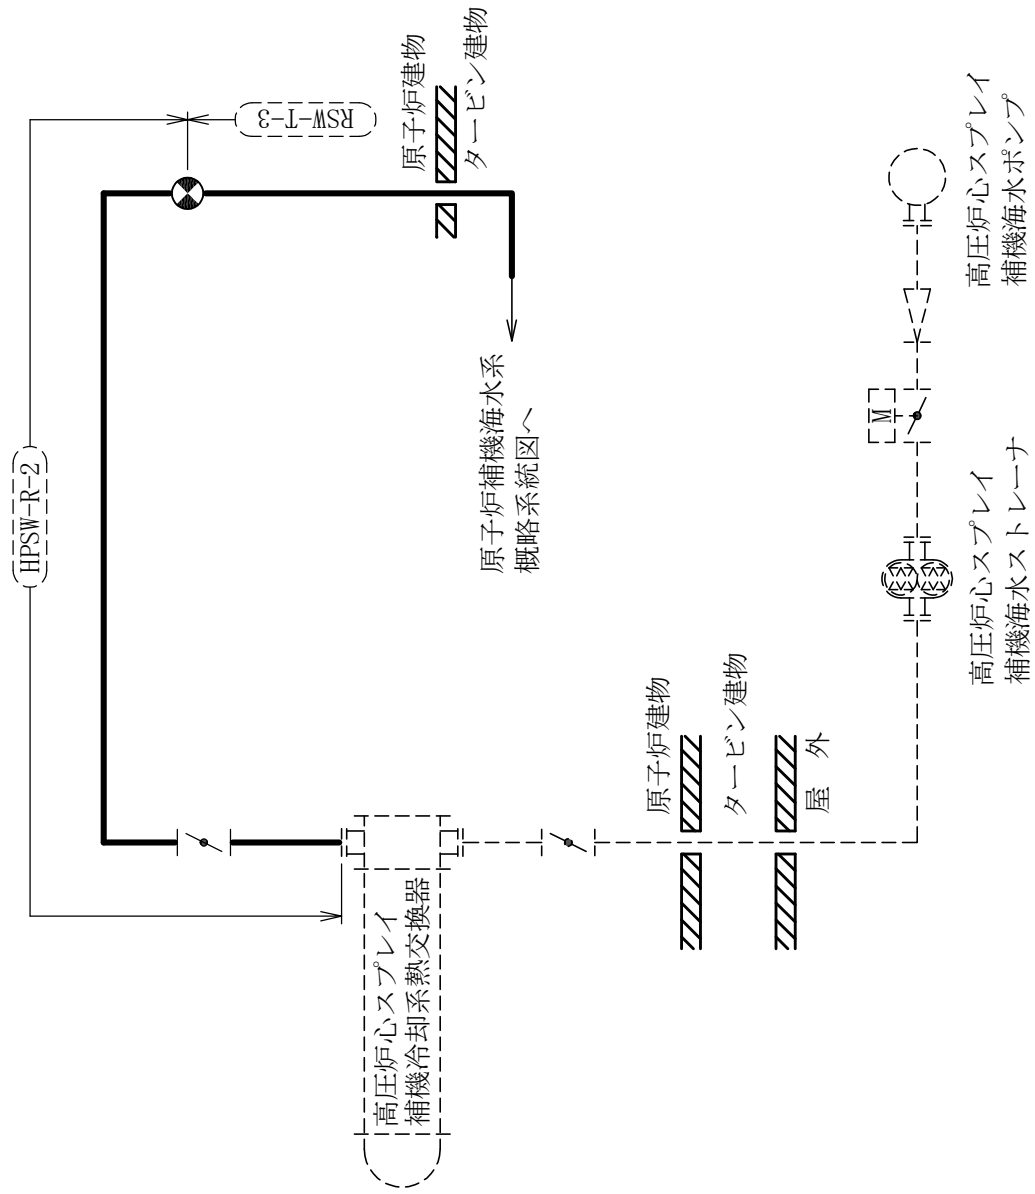 HPSW-R-2
RSW-T-3
原子炉建物
タービン建物
原子炉補機海水系
概略系統図へ
高圧炉心スプレイ
補機冷却系熱交換器
原子炉建物
タービン建物
屋 外
M
高圧炉心スプレイ
補機海水ポンプ
高圧炉心スプレイ
補機海水ストレーナ